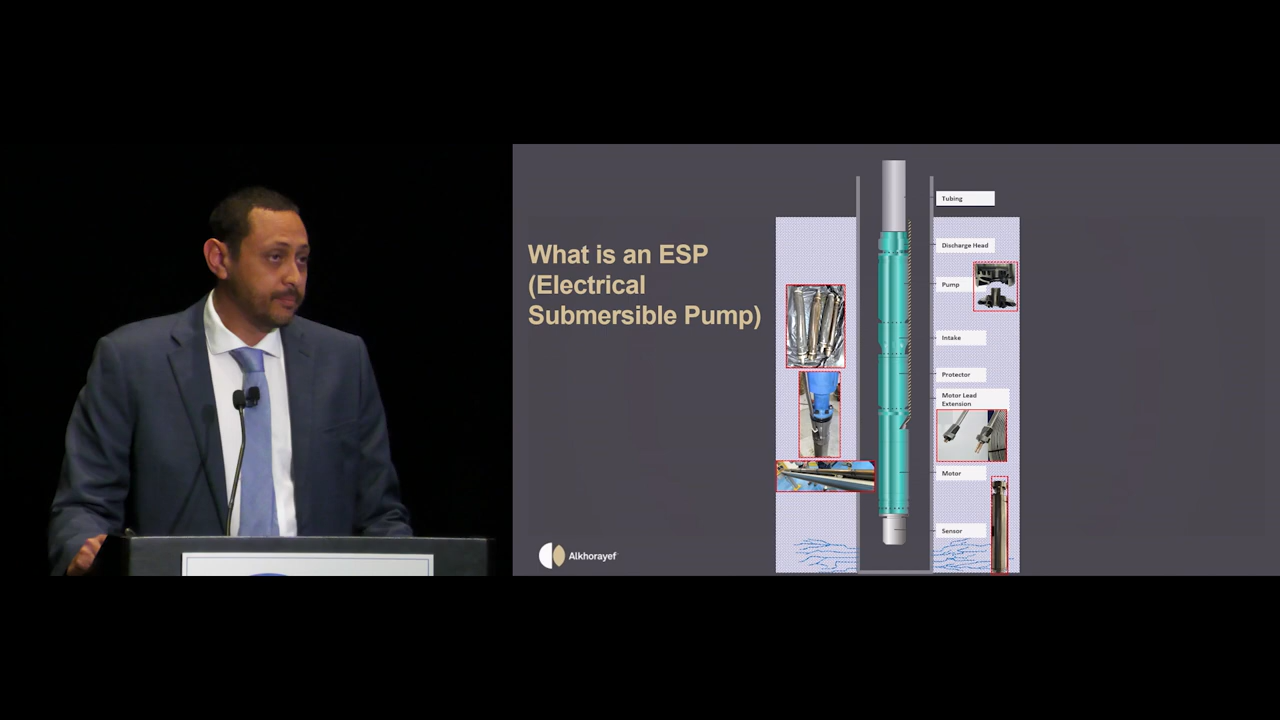 What is an ESP
(Electrical
Submersible Pump)
Tubing
Discharge Head
Pump
Intake
Protector
Motor Lead
Extension
Motor
Sensor
Alkhorayef